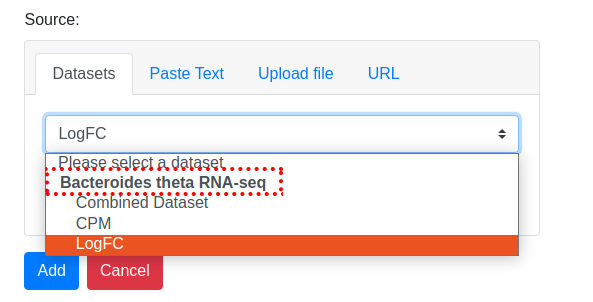 Source:
Datasets Paste Text Upload file URL
LogFC
Please select a dataset
Bacteroides theta RNA-seq
Combined Dataset
CPM
LogFC
Add Cancel